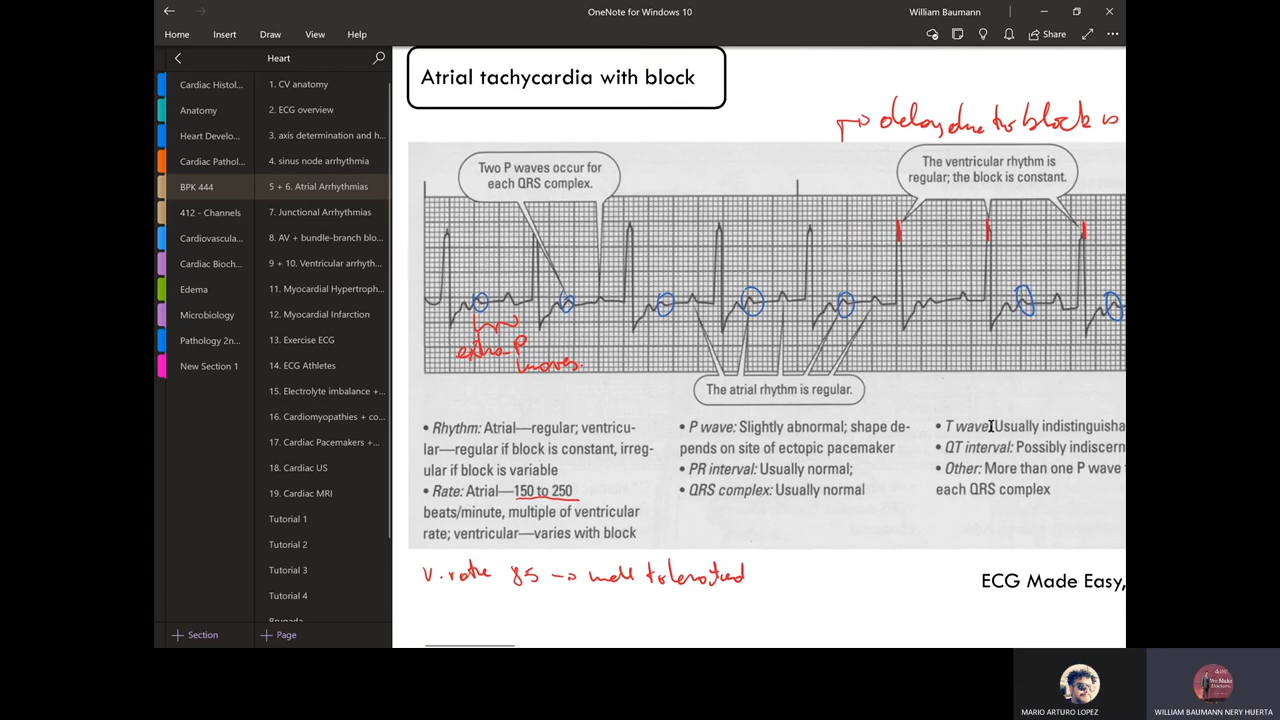 OneNote for Windows 10
William Baumann
Home
Insert
Draw
View
Help
Share
Heart
Cardiac Histol...
Anatomy
Heart Develo...
Cardiac Pathol...
BPK 444
412 - Channels
Cardiovascula...
Cardiac Bioch...
Edema
Microbiology
Pathology 2n...
New Section 1
1. CV anatomy
2. ECG overview
3. axis determination and h...
4. sinus node arrhythmia
5 + 6. Atrial Arrhythmias
7. Junctional Arrhythmias
8. AV + bundle-branch blo...
9 + 10. Ventricular arryth...
11. Myocardial Hypertroph...
12. Myocardial Infarction
13. Exercise ECG
14. ECG Athletes
15. Electrolyte imbalance +...
16. Cardiomyopathies + co...
17. Cardiac Pacemakers +...
18. Cardiac US
19. Cardiac MRI
Tutorial 1
Tutorial 2
Tutorial 3
Tutorial 4
Brugada
+ Section
+ Page
Atrial tachycardia with block
→ delay due to block is
Two P waves occur for
each QRS complex.
The ventricular rhythm is
regular; the block is constant.
extra P
waves.
The atrial rhythm is regular.
• Rhythm: Atrial—regular; ventricu-
lar—regular if block is constant, irreg-
ular if block is variable
• Rate: Atrial—150 to 250
beats/minute, multiple of ventricular
rate; ventricular—varies with block
• P wave: Slightly abnormal; shape de-
pends on site of ectopic pacemaker
• PR interval: Usually normal;
• QRS complex: Usually normal
• T wave: Usually indistinguisha
• QT interval: Possibly indiscern
• Other: More than one P wave
each QRS complex
v. rate 85 → well tolerated
ECG Made Easy,
MARIO ARTURO LOPEZ
WILLIAM BAUMANN NERY HUERTA